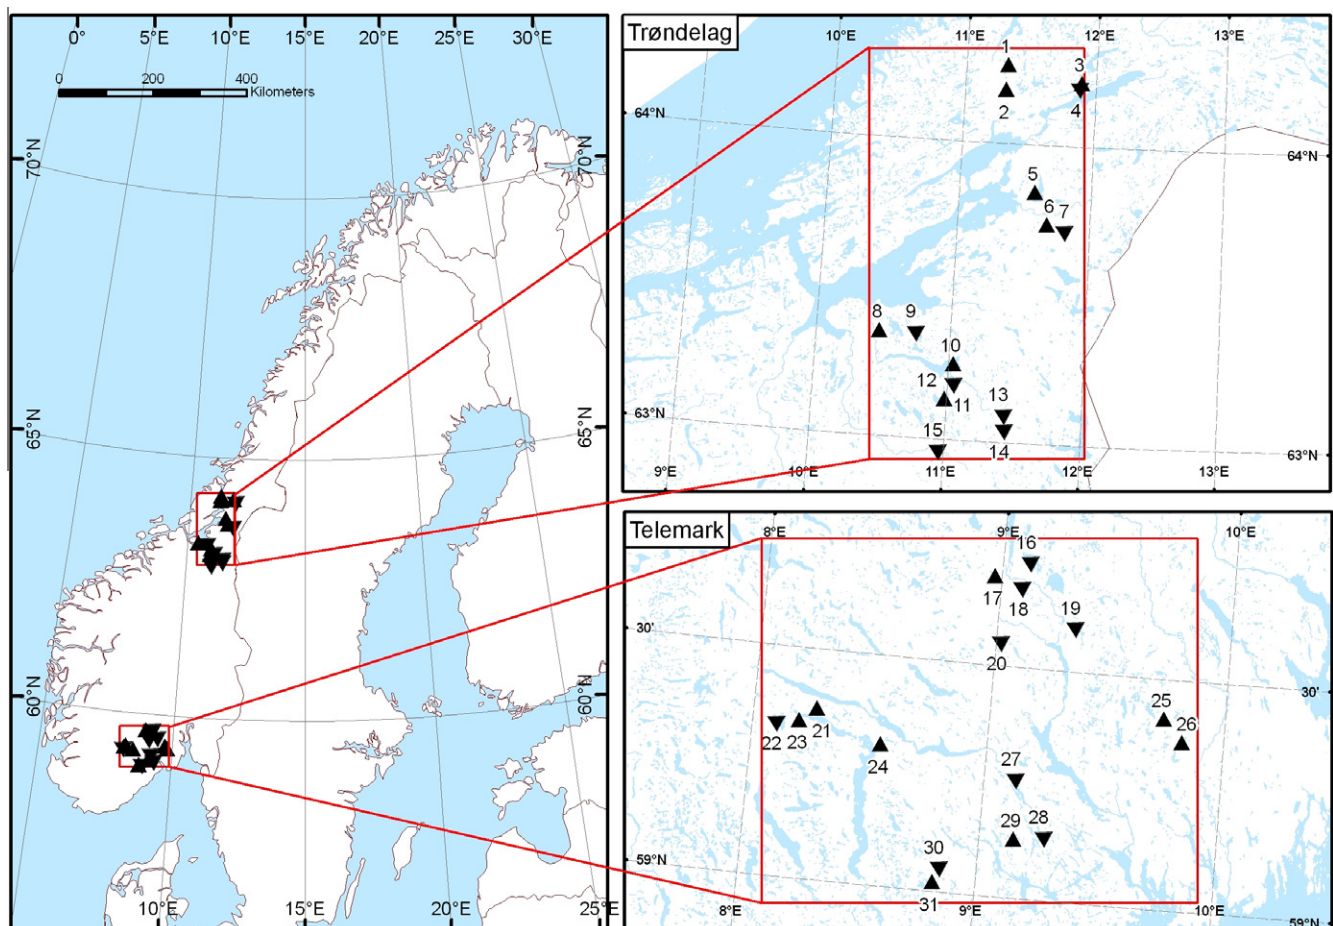 0° 5°E 10°E 15°E 20°E 25°E 30°E
0 200 400
Kilometers
70°N 70°N
65°N 65°N
60°N 60°N
10°E 15°E 20°E 25°E
Trøndelag
10°E 11°E 12°E 13°E
1
3
2 4
64°N
64°N
5
6 7
8 9
10
12
11
13
15
14
63°N
63°N
9°E 10°E 11°E 12°E 13°E
Telemark
8°E 9°E 10°E
16
17 18 19
30'
20
30'
25
26
21
22 23
24
27
29 28
30
59°N
31
8°E 9°E 10°E
59°N